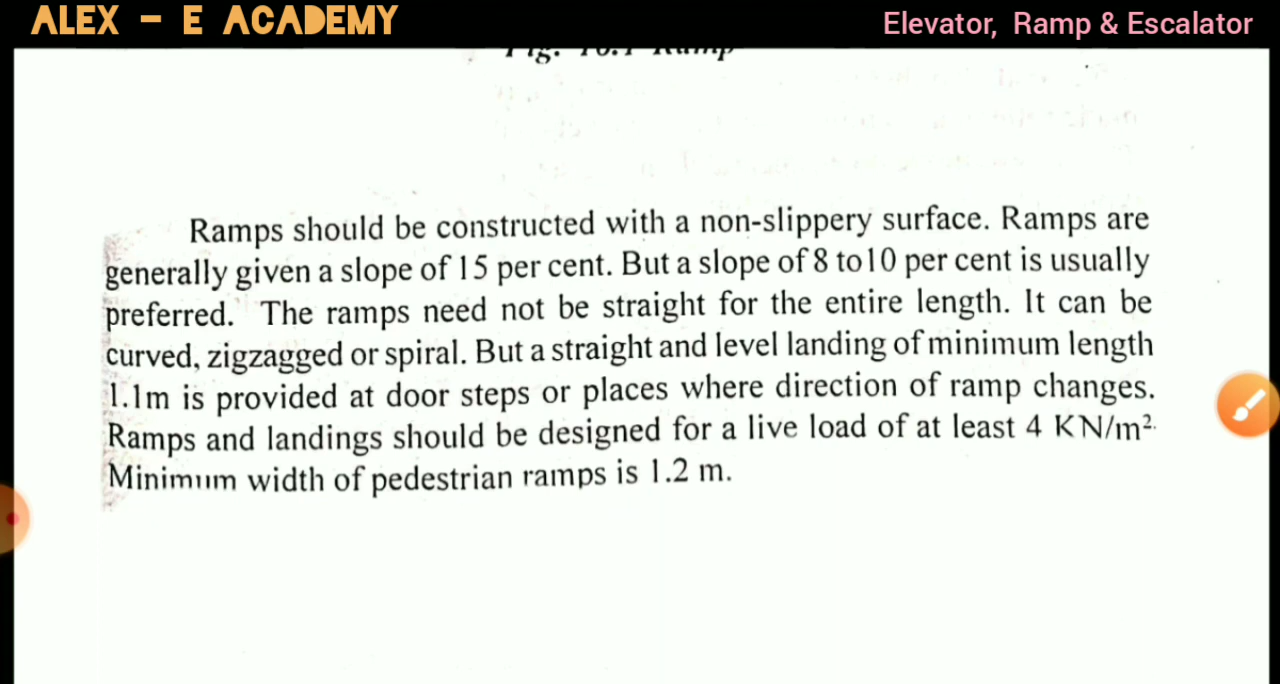 ALEX - E ACADEMY
Elevator, Ramp & Escalator
Ramps should be constructed with a non-slippery surface. Ramps are
generally given a slope of 15 per cent. But a slope of 8 to10 per cent is usually
preferred. The ramps need not be straight for the entire length. It can be
curved, zigzagged or spiral. But a straight and level landing of minimum length
1.1m is provided at door steps or places where direction of ramp changes.
Ramps and landings should be designed for a live load of at least 4 KN/m².
Minimum width of pedestrian ramps is 1.2 m.